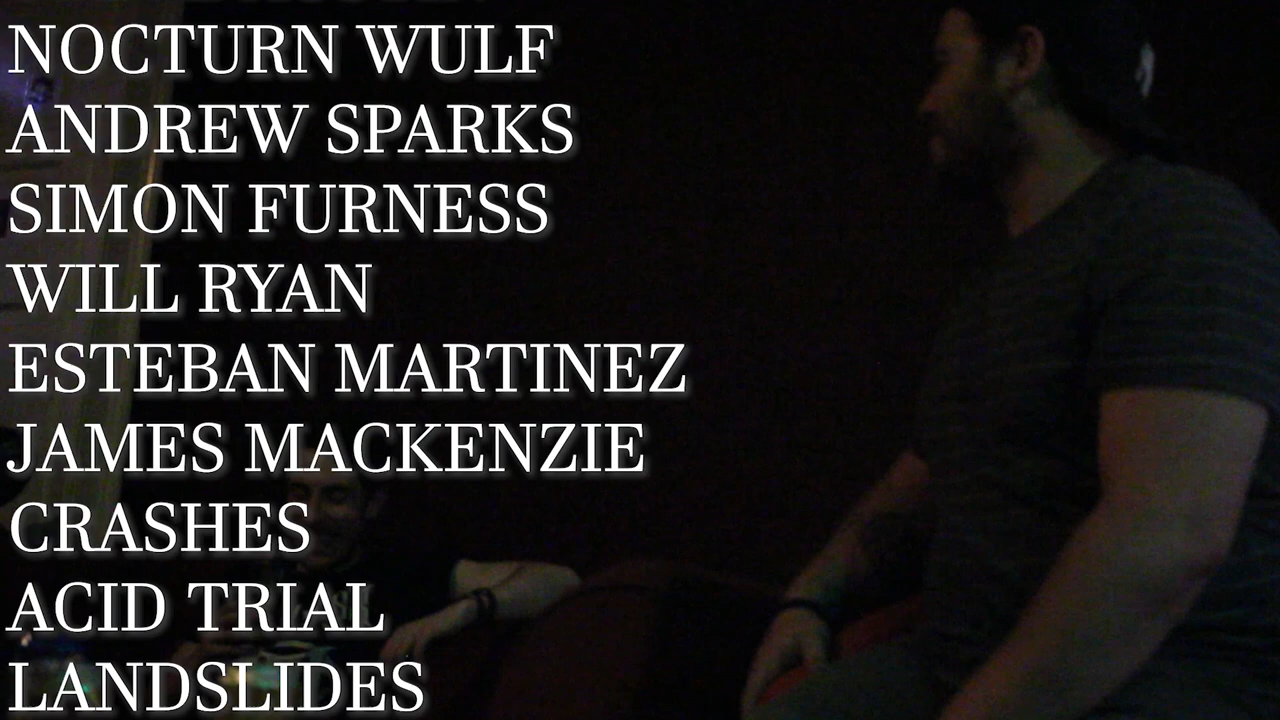 NOCTURN WULF
ANDREW SPARKS
SIMON FURNESS
WILL RYAN
ESTEBAN MARTINEZ
JAMES MACKENZIE
CRASHES
ACID TRIAL
LANDSLIDES